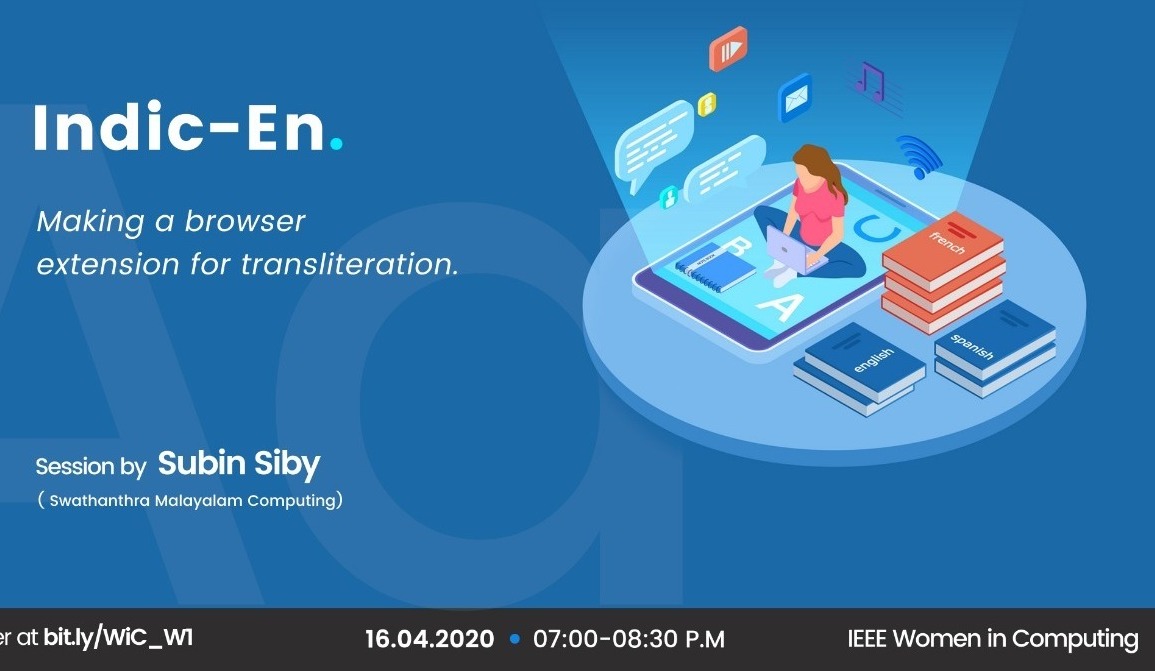 Indic-En.
Making a browser
extension for transliteration.
B
C
A
french
english
spanish
Session by Subin Siby
( Swathanthra Malayalam Computing)
er at bit.ly/WiC_W1
16.04.2020 • 07:00-08:30 P.M
IEEE Women in Computing